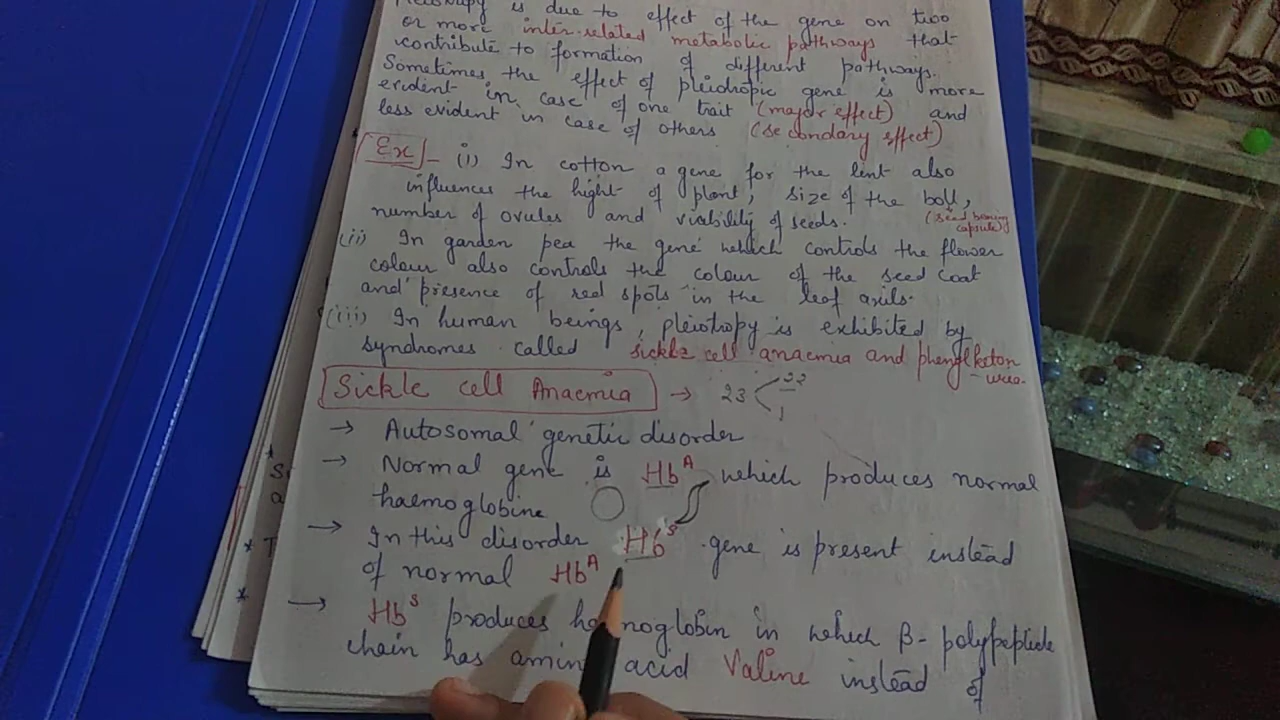 Pleiotropy is due to effect of the gene on two
or more inter-related metabolic pathways that
contribute to formation of different pathways.
Sometimes the effect of pleiotropic gene is more
evident in case of one trait (major effect) and
less evident in case of others (secondary effect)
Ex - (i) In cotton a gene for the lint also
influences the hight of plant, size of the boll,
number of ovules and viability of seeds. (seed bearing
capsule)
(ii) In garden pea the gene which controls the flower
colour also controls the colour of the seed coat
and presence of red spots in the leaf axils.
(iii) In human beings, pleiotropy is exhibited by
syndromes called sickle cell anaemia and phenylketon
-uria.
Sickle cell Anaemia → 23 < 22
1
→ Autosomal genetic disorder
→ Normal gene is Hbᴬ which produces normal
haemoglobine
→ In this disorder Hbˢ gene is present instead
of normal Hbᴬ
→ Hbˢ produces in which β-polypeptide
chain has acid Valine instead of